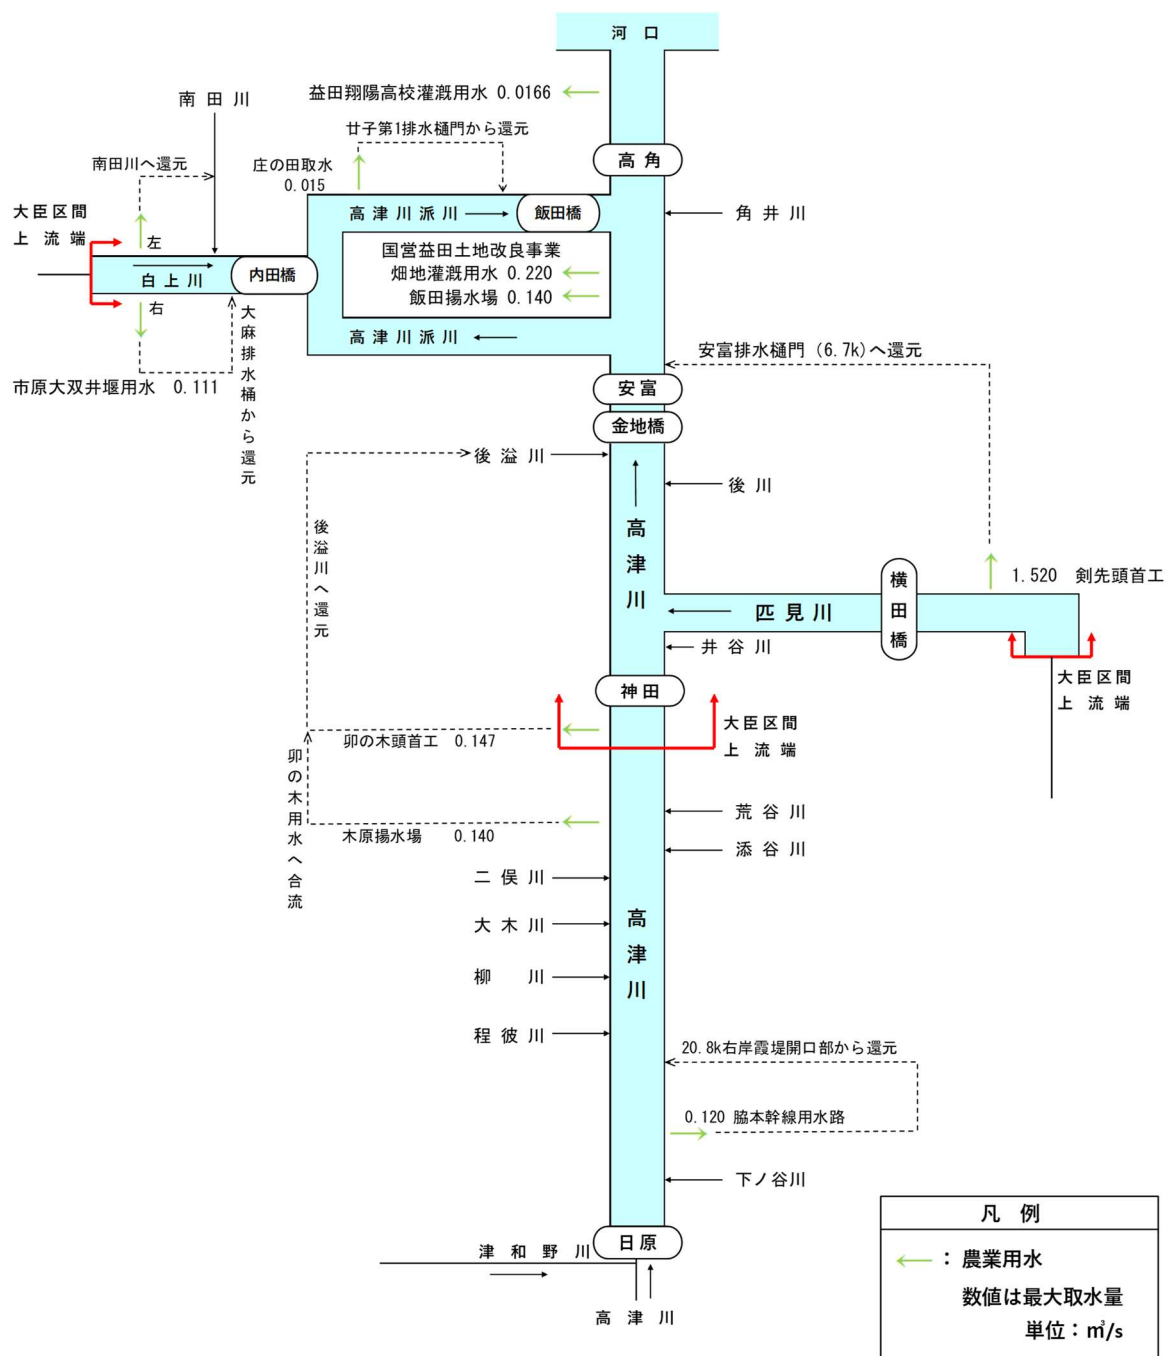 河口
益田翔陽高校灌漑用水 0.0166
南田川
甘子第1排水樋門から還元
高角
南田川へ還元
庄の田取水
0.015
大臣区間
上流端
高津川派川
飯田橋
角井川
左
国営益田土地改良事業
畑地灌漑用水 0.220
飯田揚水場 0.140
白上川
内田橋
右
高津川派川
安富排水樋門 (6.7k)へ還元
市原大双井堰用水 0.111
大麻排水桶から還元
安富
金地橋
後溢川
後川
後溢川へ還元
高津川
横田橋
1.520 剣先頭首工
匹見川
井谷川
大臣区間
上流端
神田
大臣区間
上流端
卯の木頭首工 0.147
卯の木用水へ合流
荒谷川
木原揚水場 0.140
添谷川
二俣川
大木川
高津川
柳川
程彼川
20.8k右岸霞堤開口部から還元
0.120 脇本幹線用水路
下ノ谷川
日原
津和野川
高津川
凡例
：農業用水
数値は最大取水量
単位：㎥/s